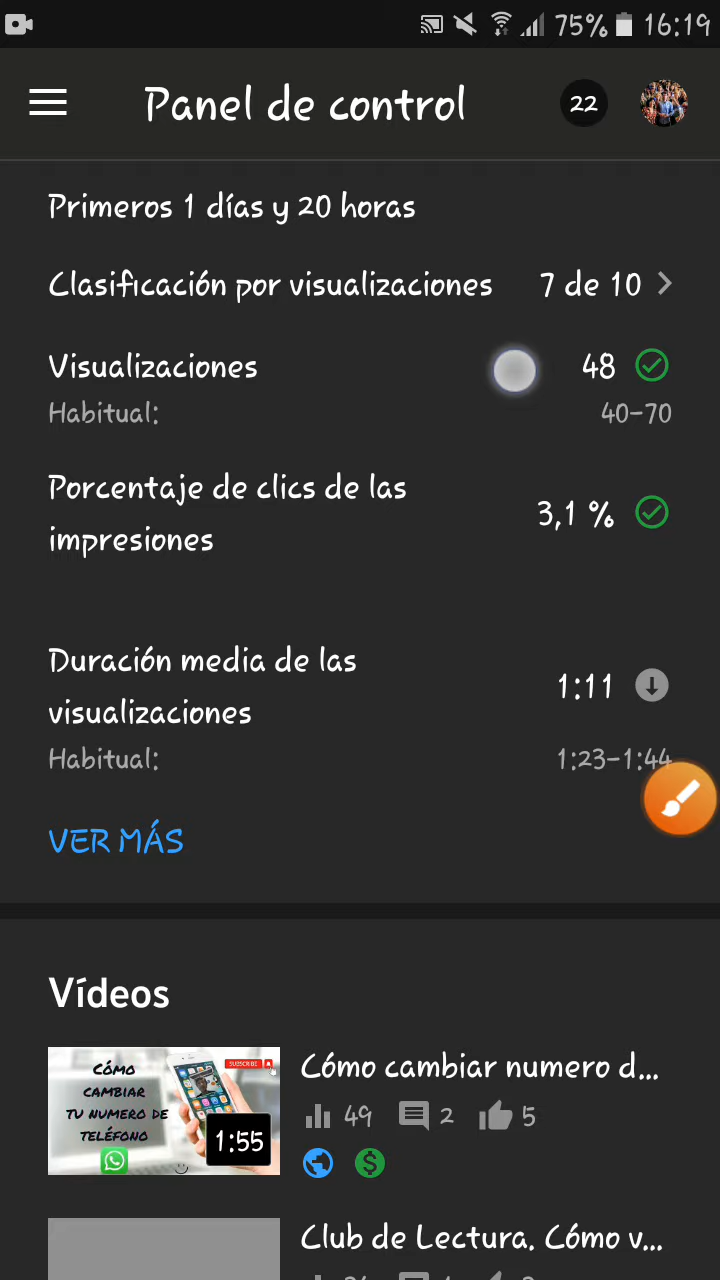 75% 16:19
Panel de control 22
Primeros 1 días y 20 horas
Clasificación por visualizaciones 7 de 10
Visualizaciones 48
Habitual: 40-70
Porcentaje de clics de las
impresiones
3,1 %
Duración media de las
visualizaciones
1:11
Habitual: 1:23-1:44
VER MÁS
Vídeos
CÓMO
CAMBIAR
TU NUMERO DE
TELÉFONO
SUBSCRIBE
1:55
Cómo cambiar numero d...
49 2 5
Club de Lectura. Cómo v...